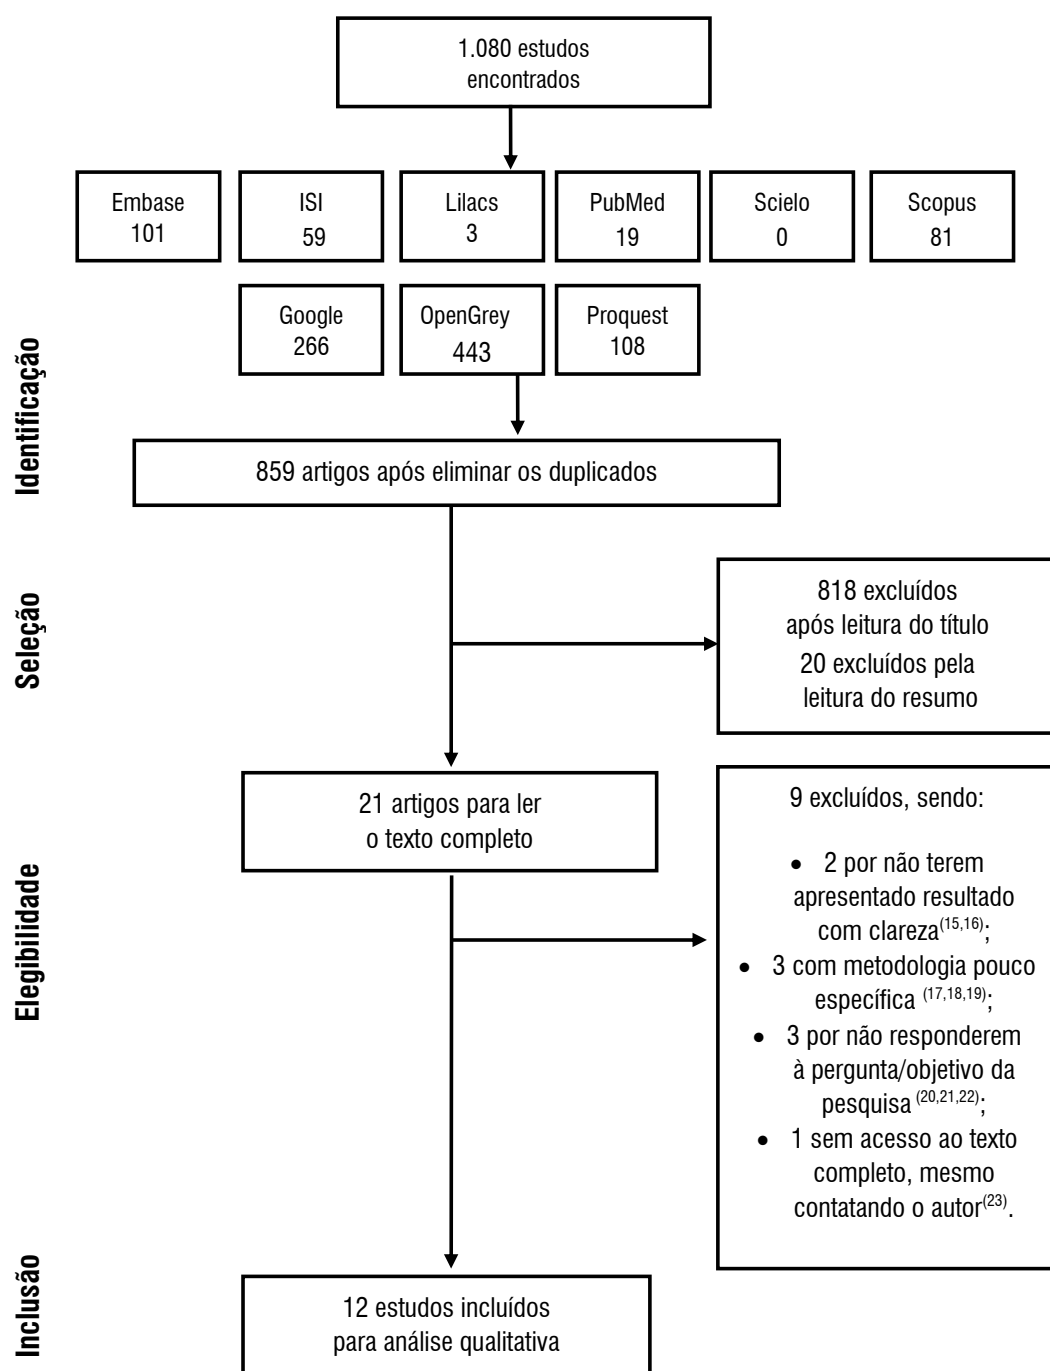 1.080 estudos
encontrados
Embase
101
ISI
59
Lilacs
3
PubMed
19
Scielo
0
Scopus
81
Google
266
OpenGrey
443
Proquest
108
Identificação
859 artigos após eliminar os duplicados
Seleção
818 excluídos
após leitura do título
20 excluídos pela
leitura do resumo
Elegibilidade
21 artigos para ler
o texto completo
9 excluídos, sendo:
• 2 por não terem
apresentado resultado
com clareza(15,16);
• 3 com metodologia pouco
específica (17,18,19);
• 3 por não responderem
à pergunta/objetivo da
pesquisa (20,21,22);
• 1 sem acesso ao texto
completo, mesmo
contatando o autor(23).
Inclusão
12 estudos incluídos
para análise qualitativa